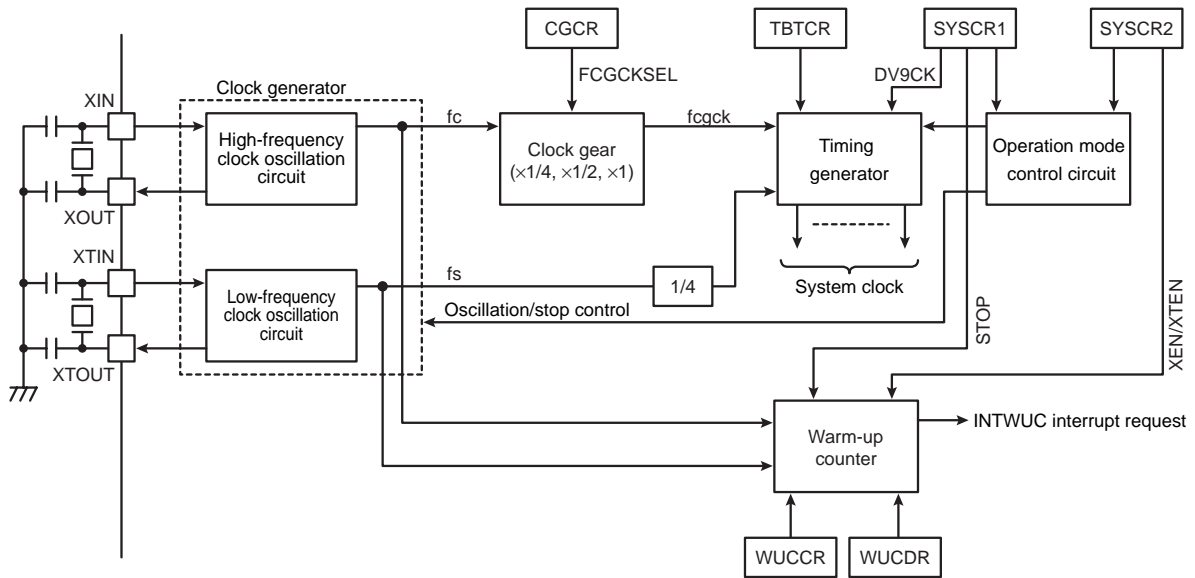 CGCR
TBTCR
SYSCR1
SYSCR2
FCGCKSEL
DV9CK
Clock generator
XIN
High-frequency
clock oscillation
circuit
fc
Clock gear
(×1/4, ×1/2, ×1)
fcgck
Timing
generator
Operation mode
control circuit
XOUT
XTIN
Low-frequency
clock oscillation
circuit
fs
1/4
System clock
Oscillation/stop control
STOP
XEN/XTEN
XTOUT
Warm-up
counter
INTWUC interrupt request
WUCCR
WUCDR